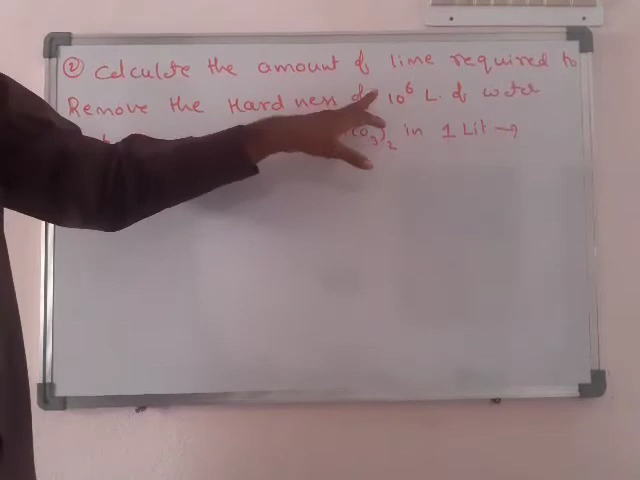 ② Calculate the amount of lime required to
Remove the Hardness of 10⁶ L. of water
CO₃)₂ in 1 Lit →